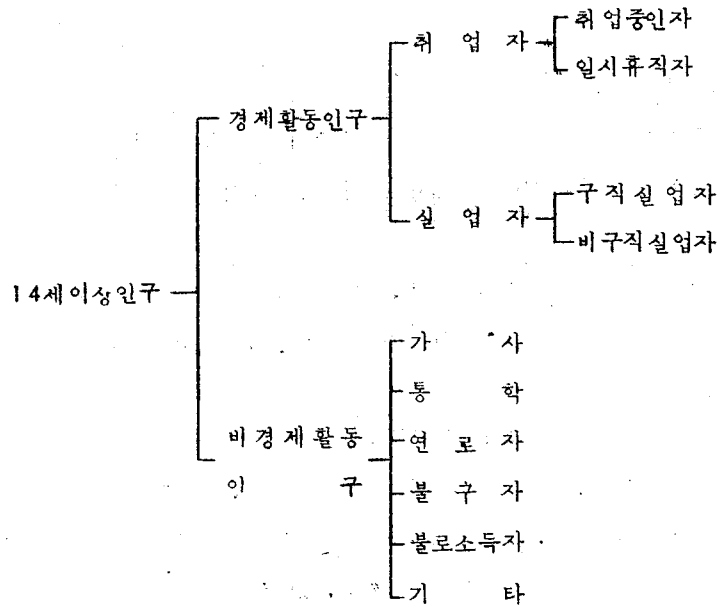 취업중인자
취 업 자
일시휴직자
경제활동인구
구직실업자
실 업 자
비구직실업자
14세이상인구
가 사
통 학
비경제활동
연 로 자
인 구
불 구 자
불로소득자
기 타